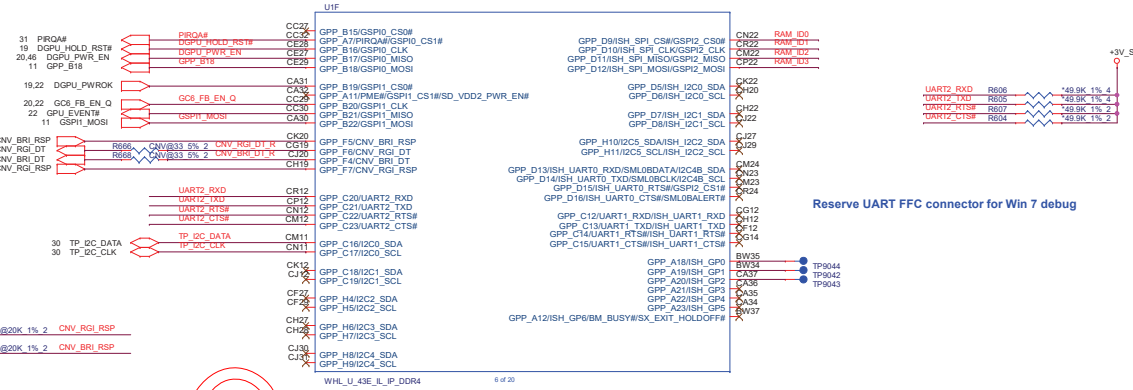 U1F
31 PIRQA# PIRQA# CC27 GPP_B15/GSPI0_CS0#
19 DGPU_HOLD_RST# DGPU_HOLD_RST# CC32 GPP_A7/PIRQA#/GSPI0_CS1#
20,46 DGPU_PWR_EN DGPU_PWR_EN CE28 GPP_B16/GSPI0_CLK
11 GPP_B18 GPP_B18 CE27 GPP_B17/GSPI0_MISO
CE29 GPP_B18/GSPI0_MOSI
19,22 DGPU_PWROK CA31 GPP_B19/GSPI1_CS0#
CA32 GPP_A11/PME#/GSPI1_CS1#/SD_VDD2_PWR_EN#
20,22 GC6_FB_EN_Q GC6_FB_EN_Q CC29 GPP_B20/GSPI1_CLK
22 GPU_EVENT# CC30 GPP_B21/GSPI1_MISO
11 GSPI1_MOSI GSPI1_MOSI CA30 GPP_B22/GSPI1_MOSI
CNV_BRI_RSP CK20 GPP_F5/CNV_BRI_RSP
CNV_RGI_DT R666 CNV@33_5%_2 CNV_RGI_DT_R CG19 GPP_F6/CNV_RGI_DT
CNV_BRI_DT R668 CNV@33_5%_2 CNV_BRI_DT_R CJ20 GPP_F4/CNV_BRI_DT
CNV_RGI_RSP CH19 GPP_F7/CNV_RGI_RSP
UART2_RXD CR12 GPP_C20/UART2_RXD
UART2_TXD CP12 GPP_C21/UART2_TXD
UART2_RTS# CN12 GPP_C22/UART2_RTS#
UART2_CTS# CM12 GPP_C23/UART2_CTS#
30 TP_I2C_DATA TP_I2C_DATA CM11 GPP_C16/I2C0_SDA
30 TP_I2C_CLK TP_I2C_CLK CN11 GPP_C17/I2C0_SCL
CK12 GPP_C18/I2C1_SDA
CJ12 GPP_C19/I2C1_SCL
CF27 GPP_H4/I2C2_SDA
CF29 GPP_H5/I2C2_SCL
CH27 GPP_H6/I2C3_SDA
CH28 GPP_H7/I2C3_SCL
CJ30 GPP_H8/I2C4_SDA
CJ31 GPP_H9/I2C4_SCL
@20K_1%_2 CNV_RGI_RSP
@20K_1%_2 CNV_BRI_RSP
GPP_D9/ISH_SPI_CS#/GSPI2_CS0# CN22 RAM_ID0
GPP_D10/ISH_SPI_CLK/GSPI2_CLK CR22 RAM_ID1
GPP_D11/ISH_SPI_MISO/GSPI2_MISO CM22 RAM_ID2
GPP_D12/ISH_SPI_MOSI/GSPI2_MOSI CP22 RAM_ID3
GPP_D5/ISH_I2C0_SDA CK22
GPP_D6/ISH_I2C0_SCL CH20
GPP_D7/ISH_I2C1_SDA CH22
GPP_D8/ISH_I2C1_SCL CJ22
GPP_H10/I2C5_SDA/ISH_I2C2_SDA CJ27
GPP_H11/I2C5_SCL/ISH_I2C2_SCL CJ29
GPP_D13/ISH_UART0_RXD/SML0BDATA/I2C4B_SDA CM24
GPP_D14/ISH_UART0_TXD/SML0BCLK/I2C4B_SCL CN23
GPP_D15/ISH_UART0_RTS#/GSPI2_CS1# CM23
GPP_D16/ISH_UART0_CTS#/SML0BALERT# CR24
GPP_C12/UART1_RXD/ISH_UART1_RXD CG12
GPP_C13/UART1_TXD/ISH_UART1_TXD CH12
GPP_C14/UART1_RTS#/ISH_UART1_RTS# CF12
GPP_C15/UART1_CTS#/ISH_UART1_CTS# CG14
GPP_A18/ISH_GP0 BW35 TP9044
GPP_A19/ISH_GP1 BW34 TP9042
GPP_A20/ISH_GP2 CA37 TP9043
GPP_A21/ISH_GP3 CA36
GPP_A22/ISH_GP4 CA35
GPP_A23/ISH_GP5 CA34
GPP_A12/ISH_GP6/BM_BUSY#/SX_EXIT_HOLDOFF# BW37
WHL_U_43E_IL_IP_DDR4 6 of 20
+3V_S
UART2_RXD R606 *49.9K_1%_4
UART2_TXD R605 *49.9K_1%_4
UART2_RTS# R607 *49.9K_1%_2
UART2_CTS# R604 *49.9K_1%_2
Reserve UART FFC connector for Win 7 debug